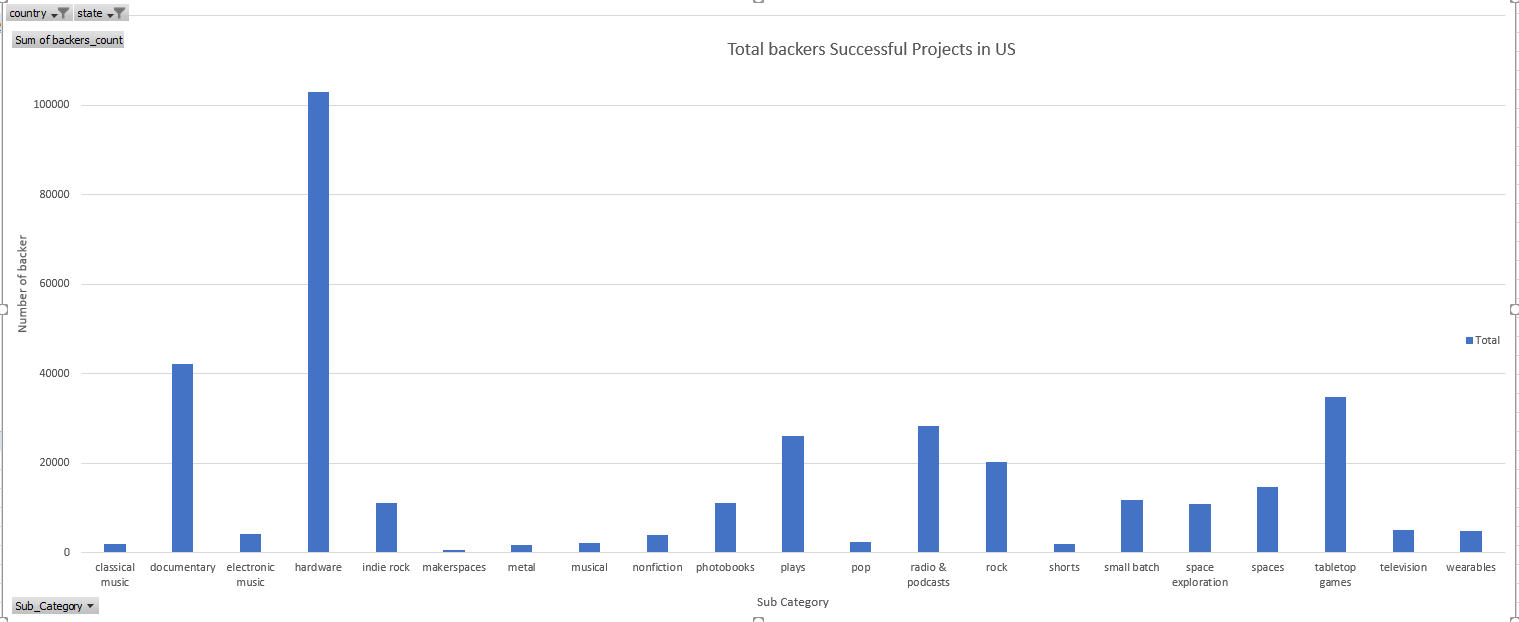 country state
Sum of backers_count
Total backers Successful Projects in US
100000
80000
60000
40000
20000
0
Number of backer
Total
classical music
documentary
electronic music
hardware
indie rock
makerspaces
metal
musical
nonfiction
photobooks
plays
pop
radio & podcasts
rock
shorts
small batch
space exploration
spaces
tabletop games
television
wearables
Sub Category
Sub_Category